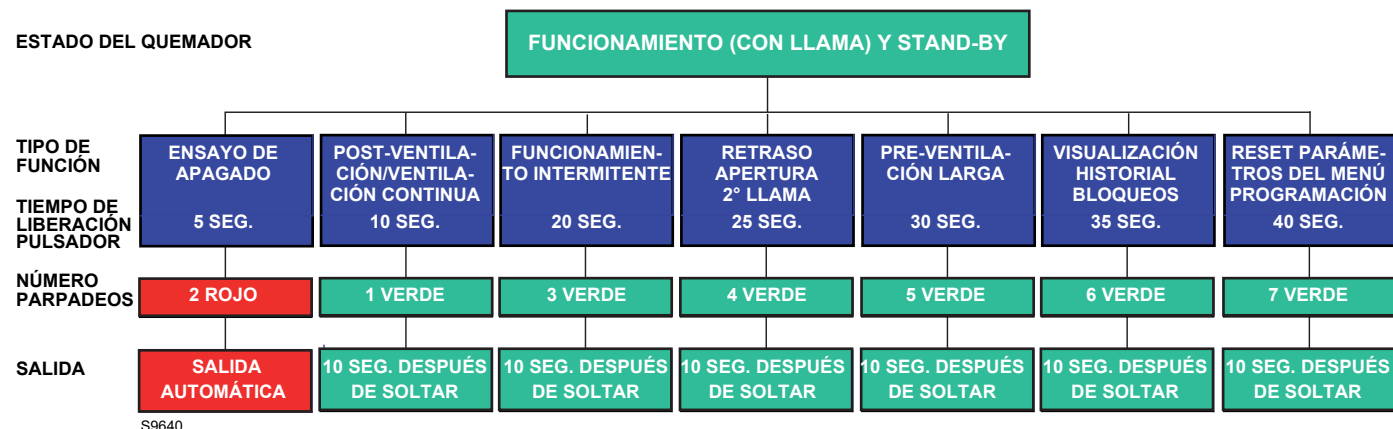 ESTADO DEL QUEMADOR
FUNCIONAMIENTO (CON LLAMA) Y STAND-BY
TIPO DE
FUNCIÓN
ENSAYO DE
APAGADO
POST-VENTILA-
CIÓN/VENTILA-
CIÓN CONTINUA
FUNCIONAMIEN-
TO INTERMITENTE
RETRASO
APERTURA
2° LLAMA
PRE-VENTILA-
CIÓN LARGA
VISUALIZACIÓN
HISTORIAL
BLOQUEOS
RESET PARÁME-
TROS DEL MENÚ
PROGRAMACIÓN
TIEMPO DE
LIBERACIÓN
PULSADOR
5 SEG.
10 SEG.
20 SEG.
25 SEG.
30 SEG.
35 SEG.
40 SEG.
NÚMERO
PARPADEOS
2 ROJO
1 VERDE
3 VERDE
4 VERDE
5 VERDE
6 VERDE
7 VERDE
SALIDA
SALIDA
AUTOMÁTICA
10 SEG. DESPUÉS
DE SOLTAR
10 SEG. DESPUÉS
DE SOLTAR
10 SEG. DESPUÉS
DE SOLTAR
10 SEG. DESPUÉS
DE SOLTAR
10 SEG. DESPUÉS
DE SOLTAR
10 SEG. DESPUÉS
DE SOLTAR
S9640